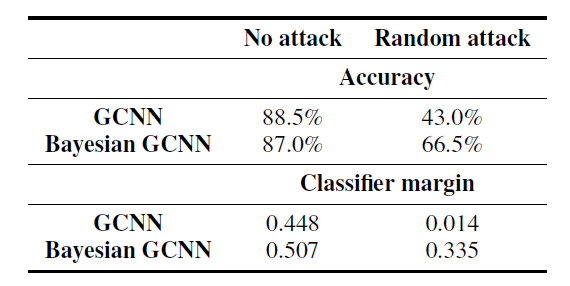 No attack Random attack
Accuracy
GCNN 88.5% 43.0%
Bayesian GCNN 87.0% 66.5%
Classifier margin
GCNN 0.448 0.014
Bayesian GCNN 0.507 0.335